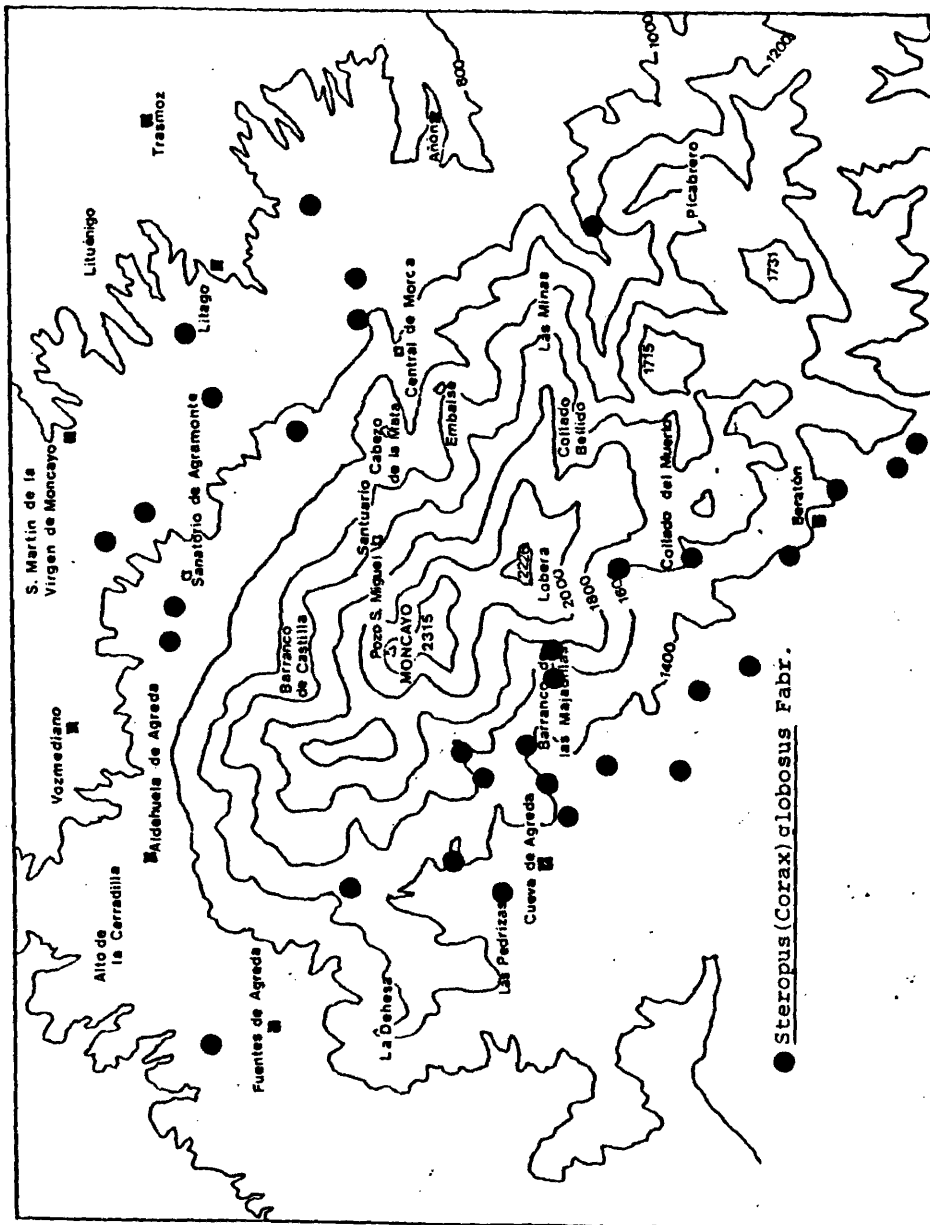 Alto de
la Cerradilla
Vozmediano
S. Martin de la
Virgen de Moncayo
Lituénigo
Trasmoz
Aldehuela de Agreda
Sanatorio de Agramonte
Litago
Fuentes de Agreda
Barranco
de Castilla
Santuario
Cabezo
de la Mata
Central de Morca
Añón
800
La Dehesa
Pozo S. Miguel
MONCAYO
2315
Embalse
Las Pedrizas
Cueva de Agreda
Barranco de
las Majadillas
2226
Lobera
2000
1800
Collado
Bellido
Las Minas
1000
1400
Collado del Muerto
1715
Picabrero
1200
1731
Beratón
Steropus (Corax) globosus Fabr.